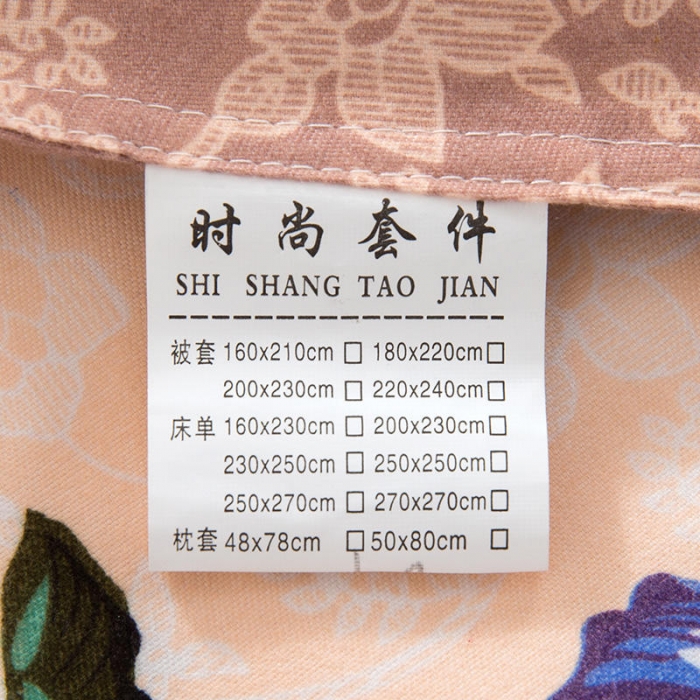 时尚套件
SHI SHANG TAO JIAN
被套 160x210cm □ 180x220cm □
200x230cm □ 220x240cm □
床单 160x230cm □ 200x230cm □
230x250cm □ 250x250cm □
250x270cm □ 270x270cm □
枕套 48x78cm □ 50x80cm □